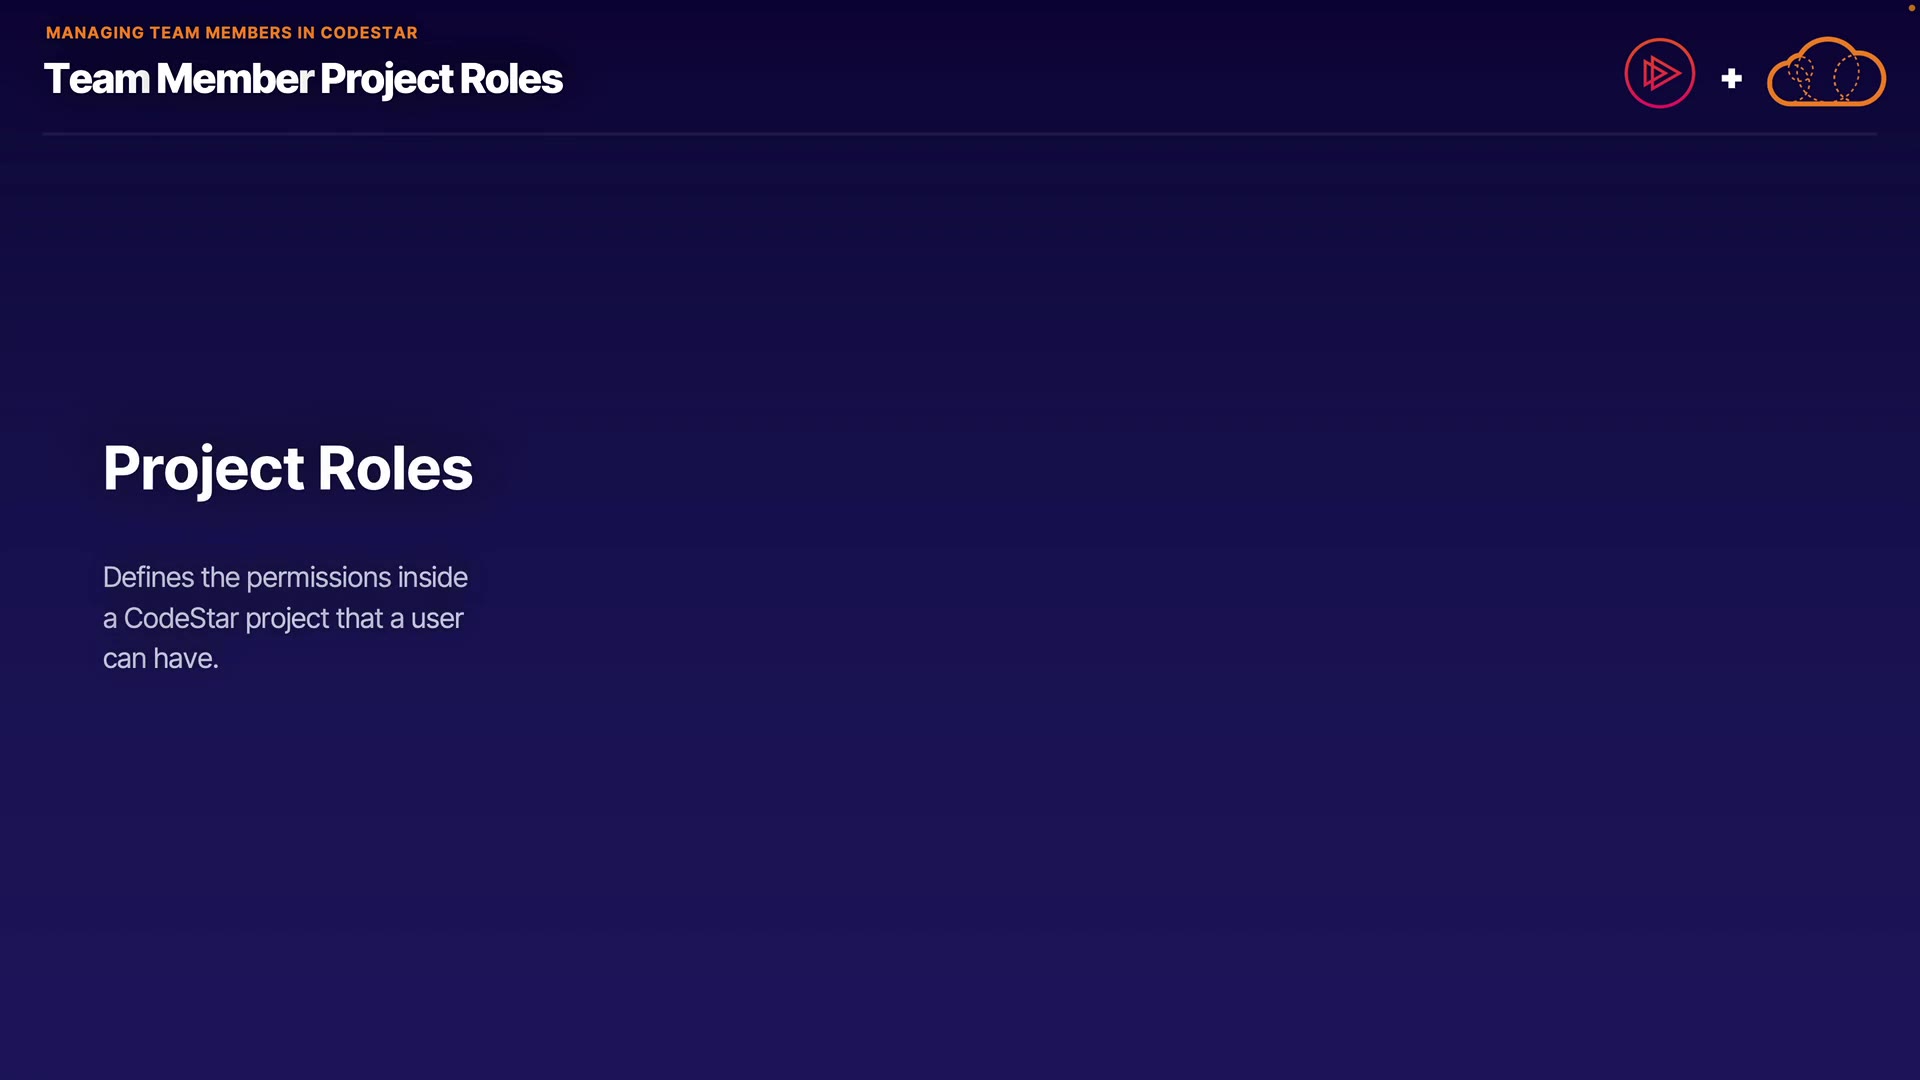 MANAGING TEAM MEMBERS IN CODESTAR
Team Member Project Roles
+
Project Roles
Defines the permissions inside
a CodeStar project that a user
can have.